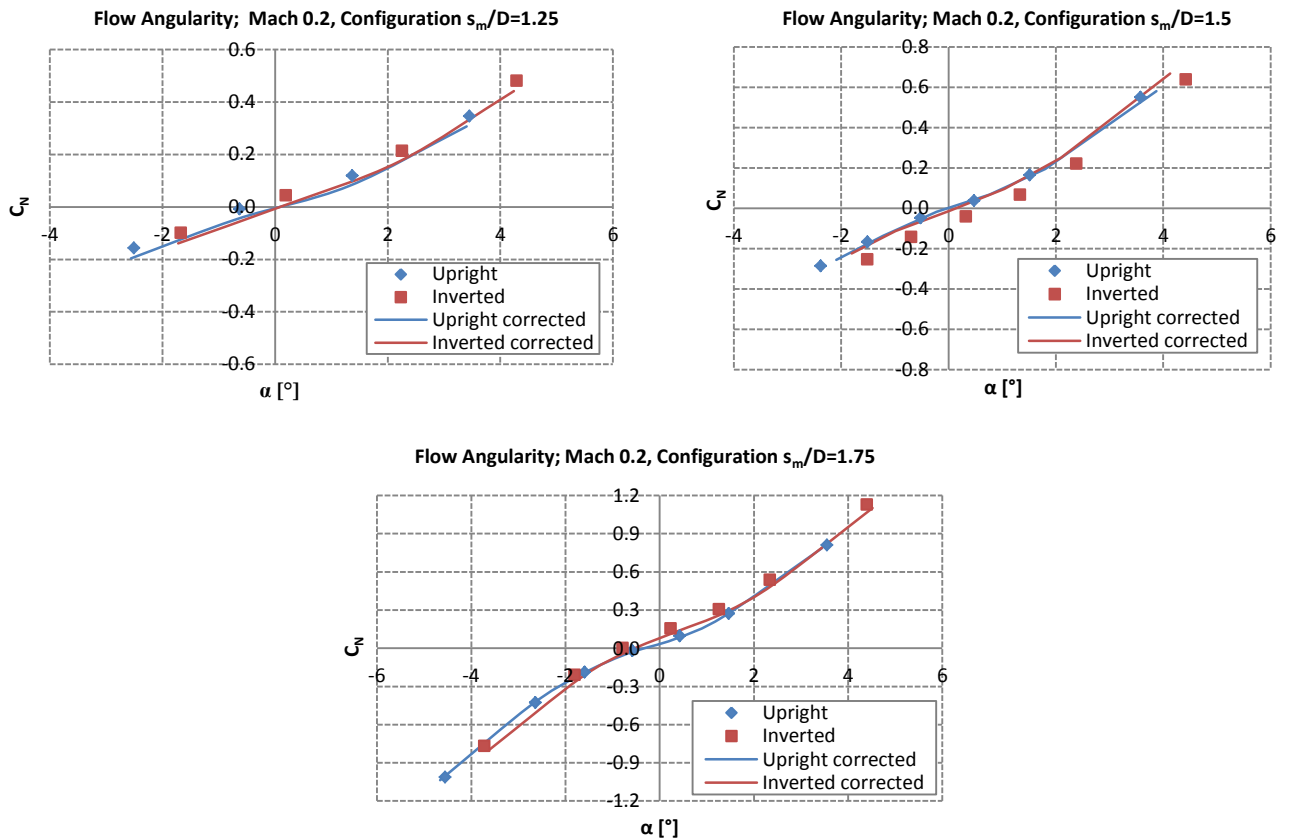 Flow Angularity;  Mach 0.2, Configuration sm/D=1.25
0.6
0.4
0.2
0.0
-0.2
-0.4
-0.6
-4 -2 0 2 4 6
C_N
α [°]
Upright
Inverted
Upright corrected
Inverted corrected
Flow Angularity; Mach 0.2, Configuration sm/D=1.5
0.8
0.6
0.4
0.2
0.0
-0.2
-0.4
-0.6
-0.8
-4 -2 0 2 4 6
C_N
α [°]
Upright
Inverted
Upright corrected
Inverted corrected
Flow Angularity; Mach 0.2, Configuration sm/D=1.75
1.2
0.9
0.6
0.3
0.0
-0.3
-0.6
-0.9
-1.2
-6 -4 -2 0 2 4 6
C_N
α [°]
Upright
Inverted
Upright corrected
Inverted corrected